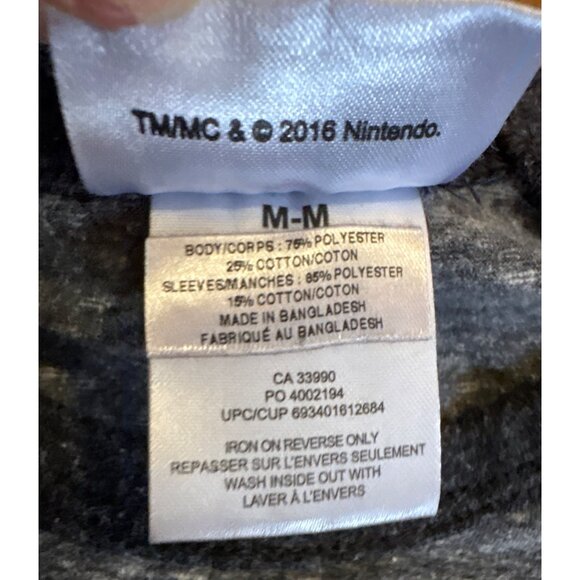 TM/MC & © 2016 Nintendo.
M-M
BODY/CORPS : 75% POLYESTER
25% COTTON/COTON
SLEEVES/MANCHES : 85% POLYESTER
15% COTTON/COTON
MADE IN BANGLADESH
FABRIQUÉ AU BANGLADESH
CA 33990
PO 4002194
UPC/CUP 693401612684
IRON ON REVERSE ONLY
REPASSER SUR L'ENVERS SEULEMENT
WASH INSIDE OUT WITH
LAVER À L'ENVERS